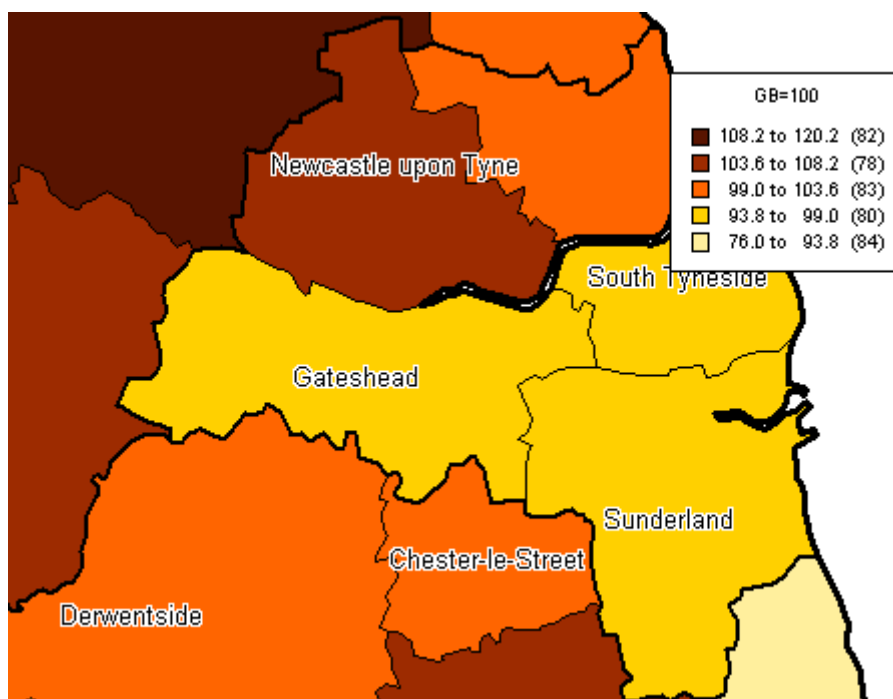 GB=100
108.2 to 120.2 (82)
103.6 to 108.2 (78)
99.0 to 103.6 (83)
93.8 to 99.0 (80)
76.0 to 93.8 (84)
Newcastle upon Tyne
South Tyneside
Gateshead
Sunderland
Chester-le-Street
Derwentside